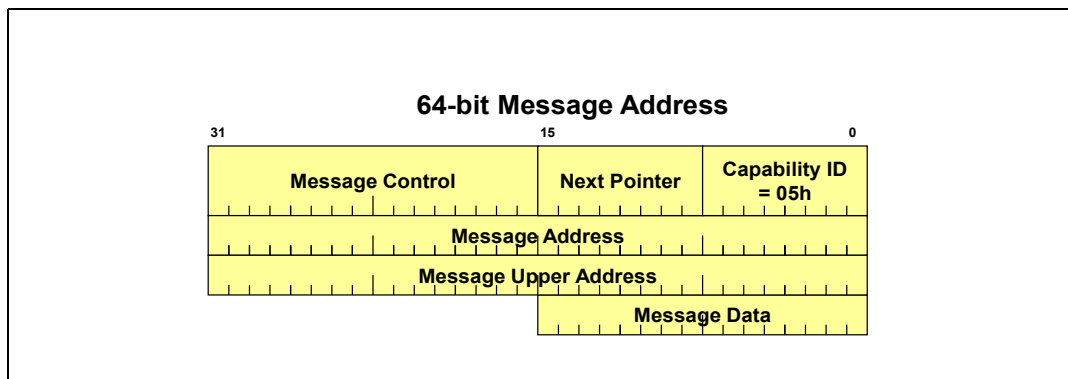 64-bit Message Address
31 15 0
Message Control Next Pointer Capability ID
= 05h
Message Address
Message Upper Address
Message Data